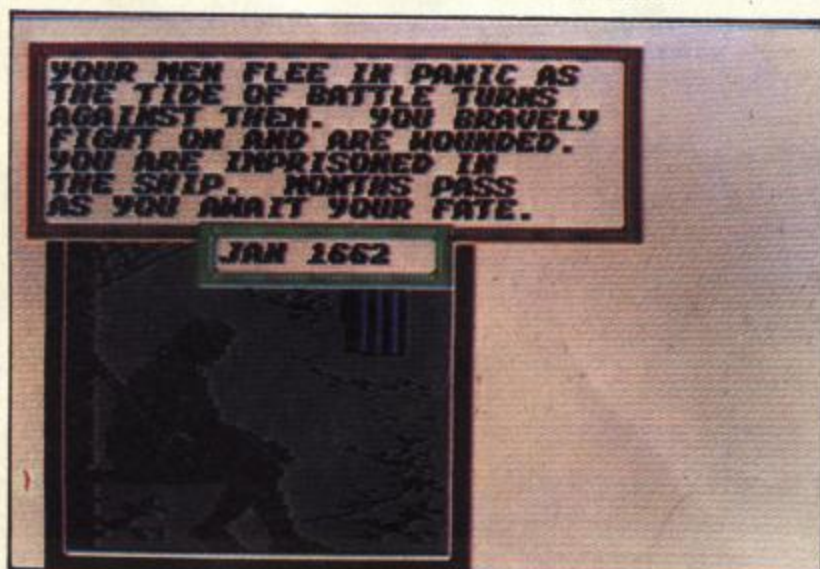 YOUR MEN FLEE IN PANIC AS
THE TIDE OF BATTLE TURNS
AGAINST THEM. YOU BRAVELY
FIGHT ON AND ARE WOUNDED.
YOU ARE IMPRISONED IN
THE SHIP. MONTHS PASS
AS YOU AWAIT YOUR FATE.
JAN 1662